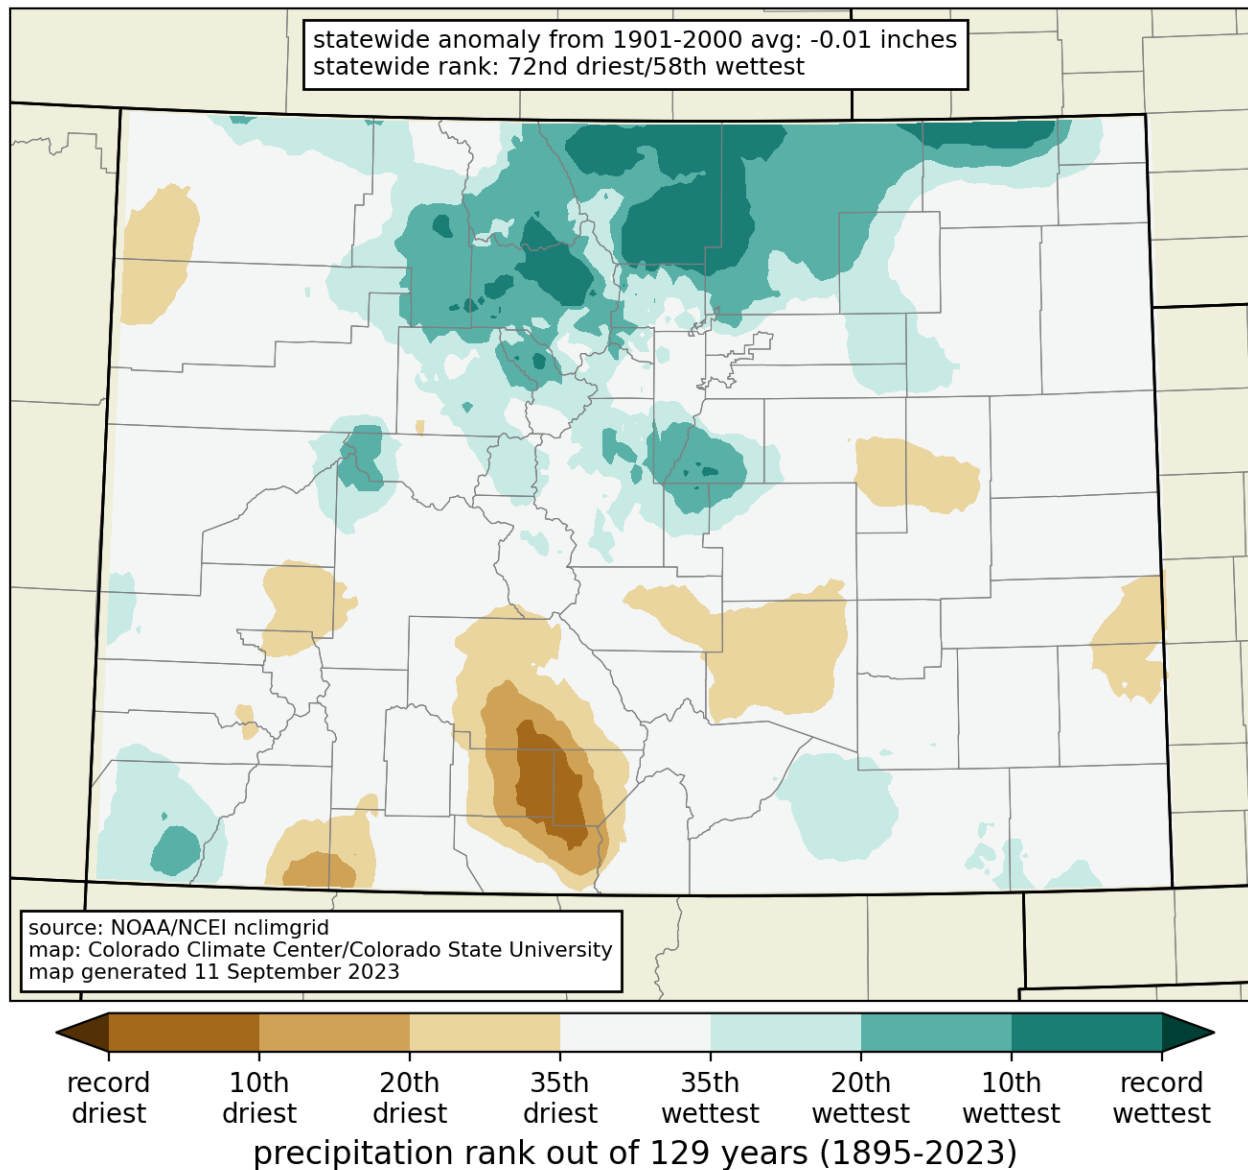 statewide anomaly from 1901-2000 avg: -0.01 inches
statewide rank: 72nd driest/58th wettest
source: NOAA/NCEI nclimgrid
map: Colorado Climate Center/Colorado State University
map generated 11 September 2023
record driest
10th driest
20th driest
35th driest
35th wettest
20th wettest
10th wettest
record wettest
precipitation rank out of 129 years (1895-2023)